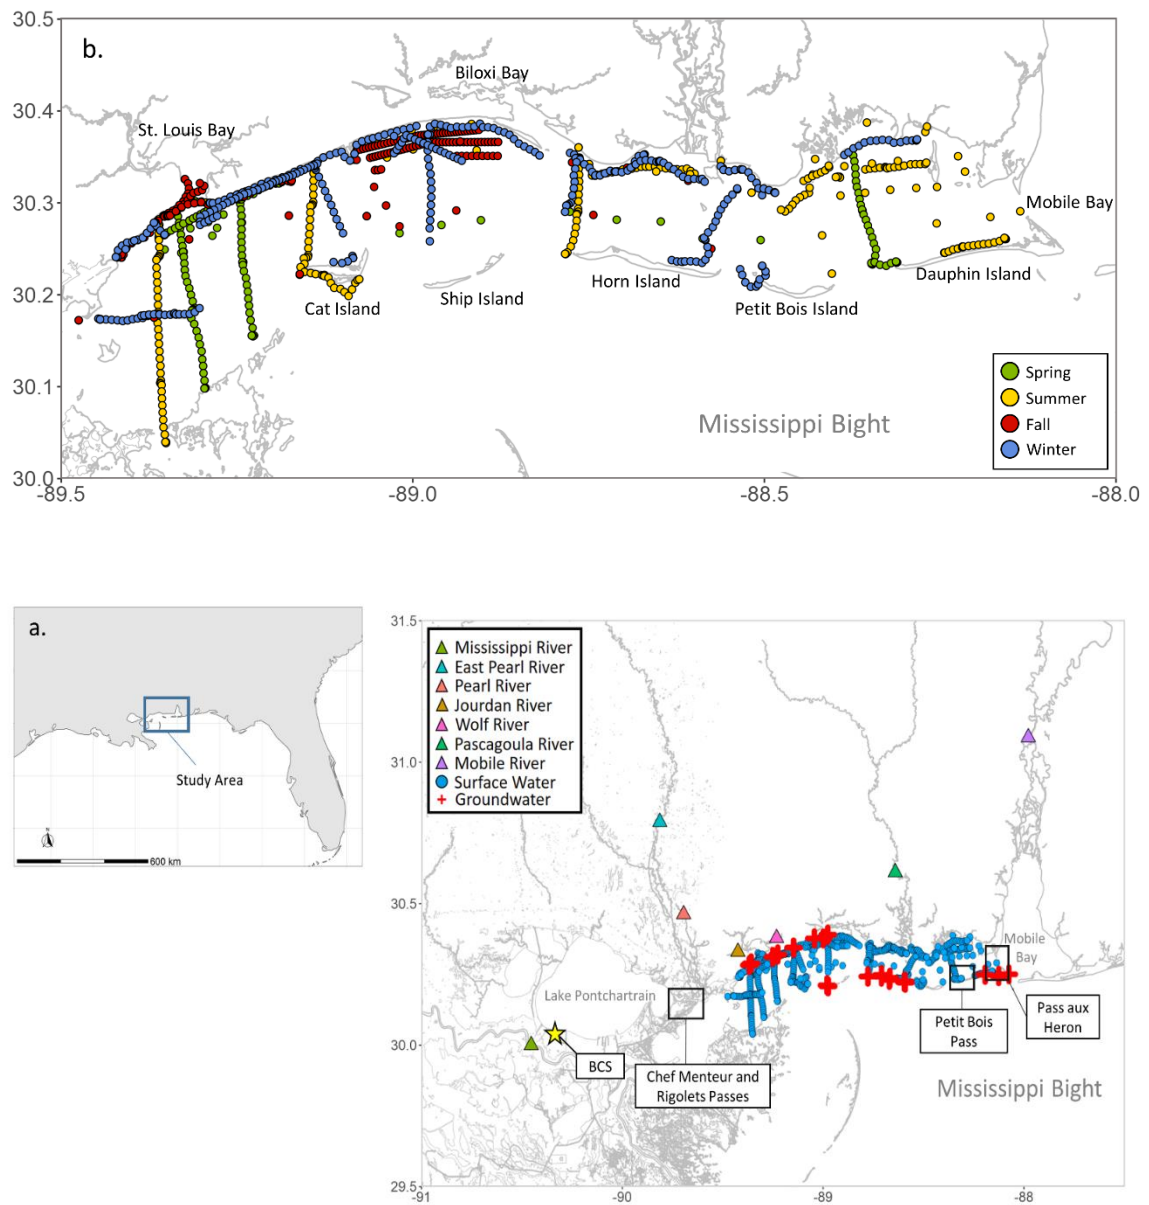 30.5
b.
Biloxi Bay
30.4
St. Louis Bay
30.3
Mobile Bay
Dauphin Island
Horn Island
30.2
Cat Island
Ship Island
Petit Bois Island
Spring
30.1
Summer
Mississippi Bight
Fall
Winter
30.0
-89.5
-89.0
-88.5
-88.0
a.
Study Area
600 km
31.5
Mississippi River
East Pearl River
Pearl River
Jourdan River
Wolf River
Pascagoula River
Mobile River
Surface Water
Groundwater
31.0
30.5
Mobile
Bay
Lake Pontchartrain
Petit Bois
Pass
Pass aux
Heron
30.0
BCS
Chef Menteur and
Rigolets Passes
Mississippi Bight
29.5
-91
-90
-89
-88